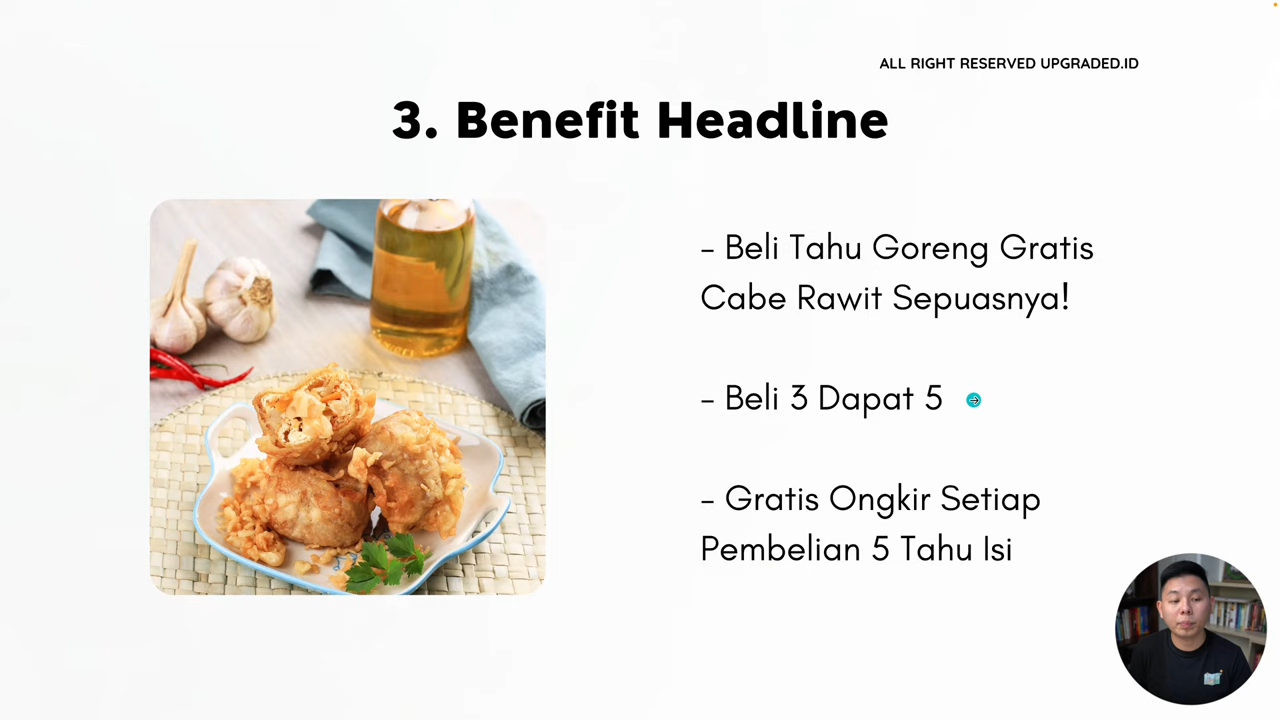 ALL RIGHT RESERVED UPGRADED.ID
3. Benefit Headline
- Beli Tahu Goreng Gratis
Cabe Rawit Sepuasnya!
- Beli 3 Dapat 5
- Gratis Ongkir Setiap
Pembelian 5 Tahu Isi